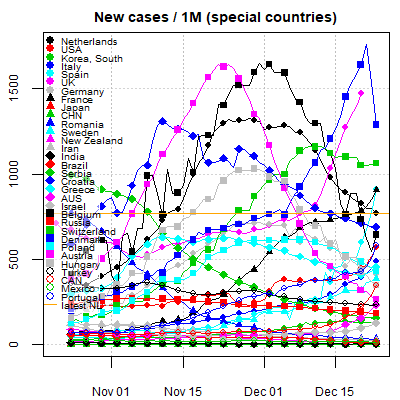 New cases / 1M (special countries)
Netherlands
USA
Korea, South
Italy
Spain
UK
Germany
France
Japan
CHN
Romania
Sweden
New Zealand
Iran
India
Brazil
Serbia
Croatia
Greece
AUS
Israel
Belgium
Russia
Switzerland
Denmark
Poland
Austria
Hungary
Turkey
CAN
Mexico
Portugal
latest NL
0
500
1000
1500
Nov 01
Nov 15
Dec 01
Dec 15